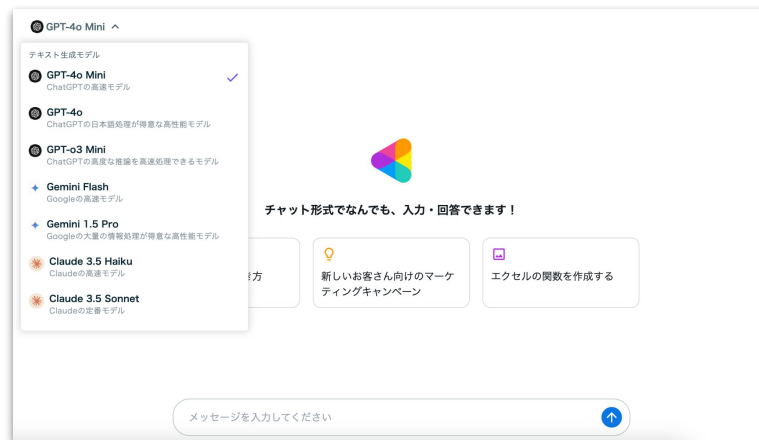 GPT-4o Mini
テキスト生成モデル
GPT-4o Mini
ChatGPTの高速モデル
GPT-4o
ChatGPTの日本語処理が得意な高性能モデル
GPT-o3 Mini
ChatGPTの高度な推論を高速処理できるモデル
Gemini Flash
Googleの高速モデル
Gemini 1.5 Pro
Googleの大量の情報処理が得意な高性能モデル
Claude 3.5 Haiku
Claudeの高速モデル
Claude 3.5 Sonnet
Claudeの定番モデル
チャット形式でなんでも、入力・回答できます！
き方
新しいお客さん向けのマーケ
ティングキャンペーン
エクセルの関数を作成する
メッセージを入力してください